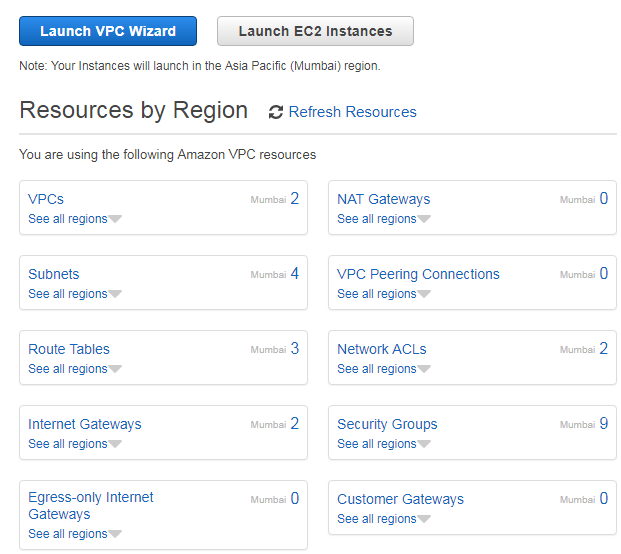 Launch VPC Wizard
Launch EC2 Instances
Note: Your Instances will launch in the Asia Pacific (Mumbai) region.
Resources by Region
Refresh Resources
You are using the following Amazon VPC resources
VPCs Mumbai 2
See all regions
NAT Gateways Mumbai 0
See all regions
Subnets Mumbai 4
See all regions
VPC Peering Connections Mumbai 0
See all regions
Route Tables Mumbai 3
See all regions
Network ACLs Mumbai 2
See all regions
Internet Gateways Mumbai 2
See all regions
Security Groups Mumbai 9
See all regions
Egress-only Internet Mumbai 0
Gateways
See all regions
Customer Gateways Mumbai 0
See all regions